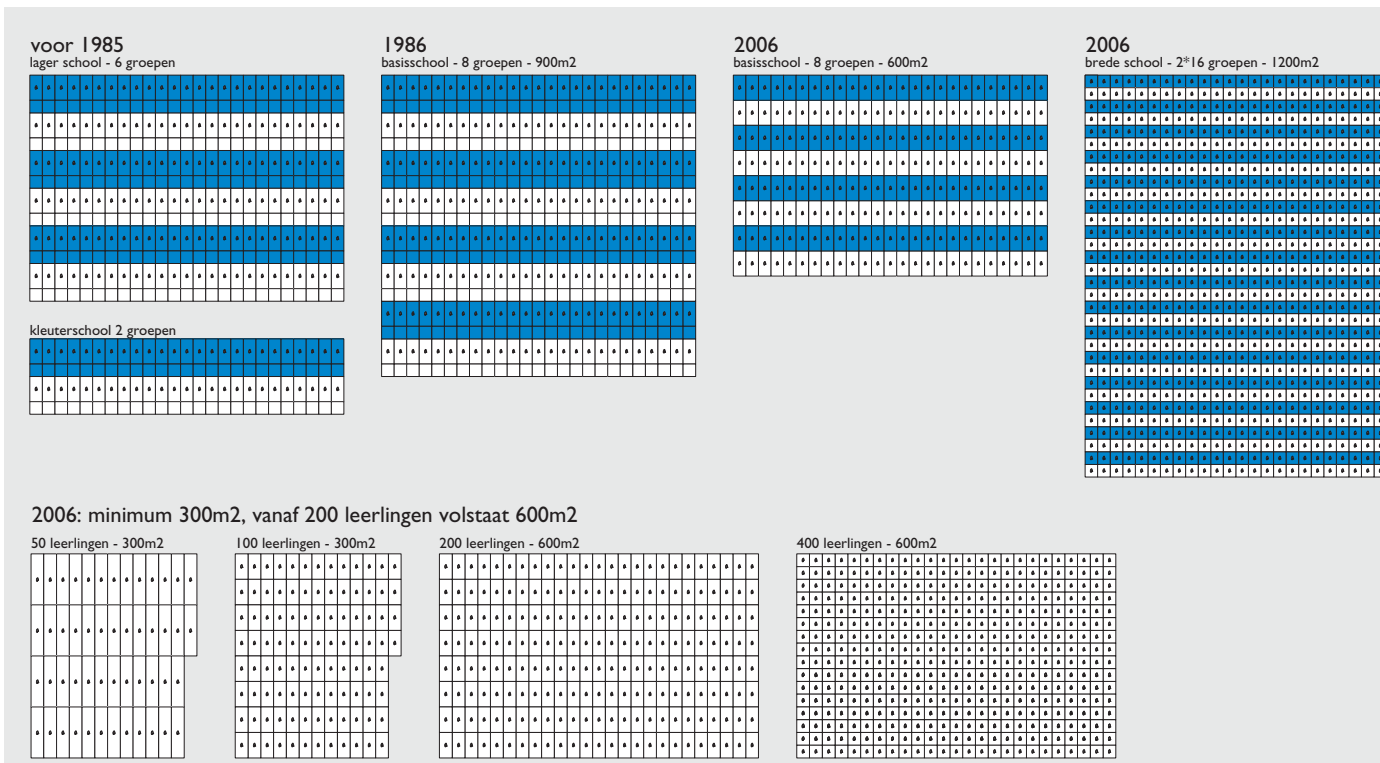 voor 1985
lager school - 6 groepen
kleuterschool 2 groepen
1986
basisschool - 8 groepen - 900m2
2006
basisschool - 8 groepen - 600m2
2006
brede school - 2*16 groepen - 1200m2
2006: minimum 300m2, vanaf 200 leerlingen volstaat 600m2
50 leerlingen - 300m2
100 leerlingen - 300m2
200 leerlingen - 600m2
400 leerlingen - 600m2